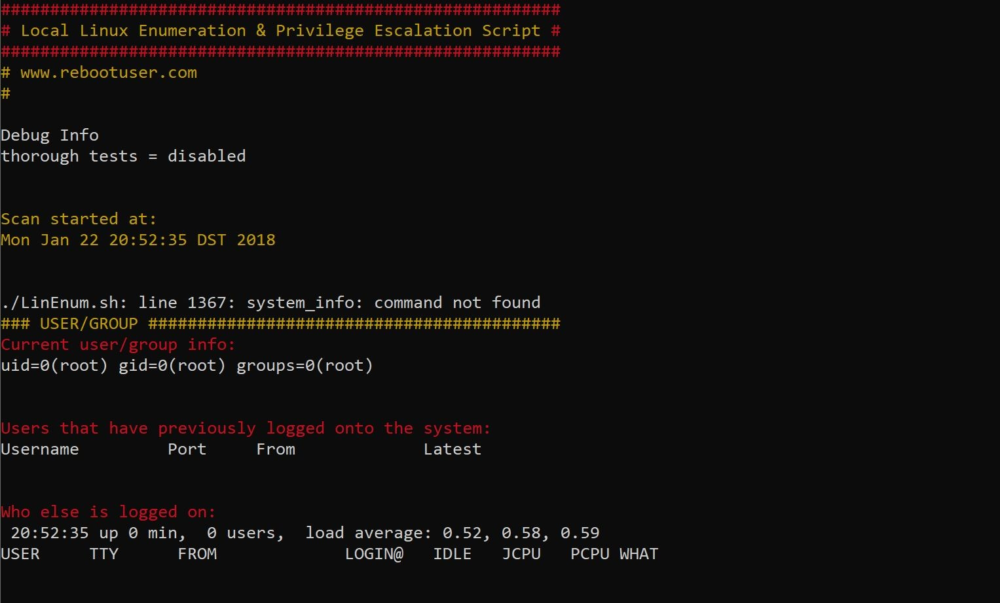 #########################################################
# Local Linux Enumeration & Privilege Escalation Script #
#########################################################
# www.rebootuser.com
#
Debug Info
thorough tests = disabled
Scan started at:
Mon Jan 22 20:52:35 DST 2018
./LinEnum.sh: line 1367: system_info: command not found
### USER/GROUP ##########################################
Current user/group info:
uid=0(root) gid=0(root) groups=0(root)
Users that have previously logged onto the system:
Username         Port     From             Latest
Who else is logged on:
 20:52:35 up 0 min,  0 users,  load average: 0.52, 0.58, 0.59
USER     TTY      FROM             LOGIN@   IDLE   JCPU   PCPU WHAT